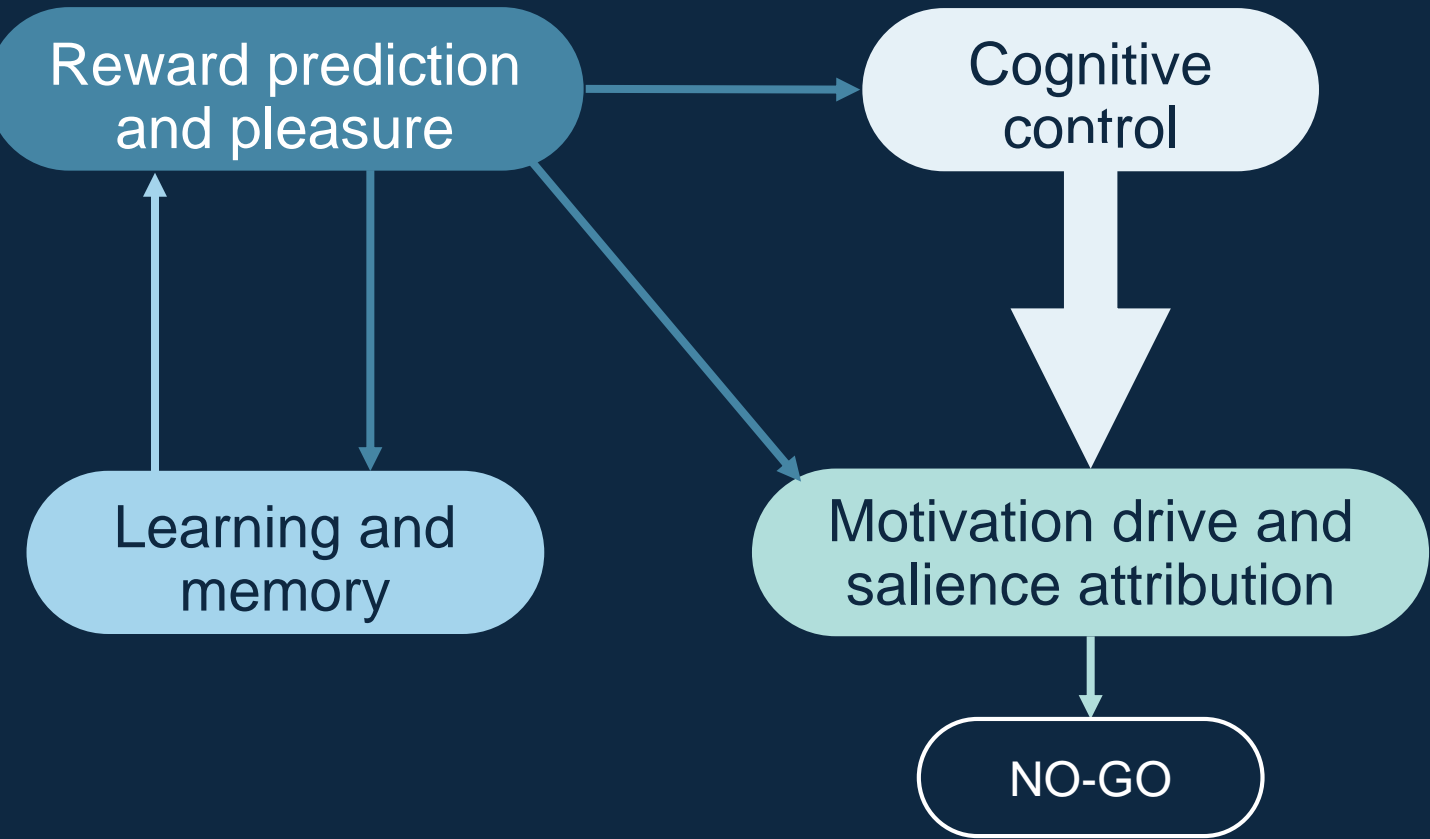 Reward prediction
and pleasure
Cognitive
control
Learning and
memory
Motivation drive and
salience attribution
NO-GO